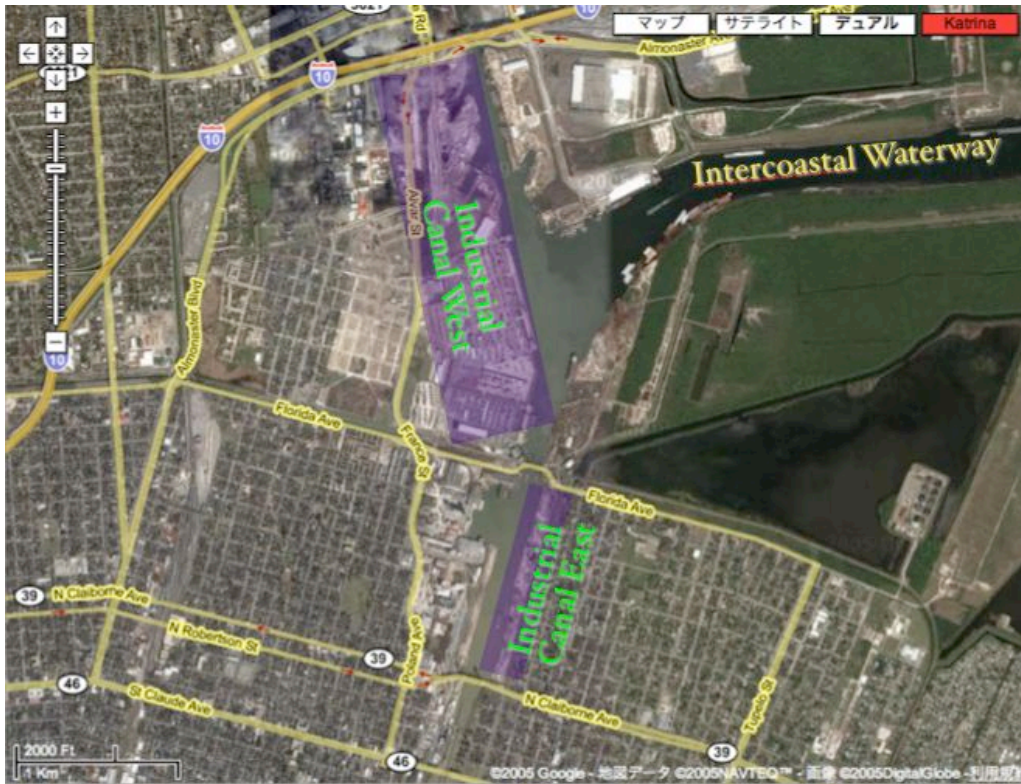 マップ
サテライト
デュアル
Katrina
Almonaster Ave
10
10
Intercoastal Waterway
Alvar St
Industrial
Canal West
Almonaster Blvd
10
Florida Ave
France St
Florida Ave
Industrial
Canal East
39
N Claiborne Ave
N Robertson St
39
Poland Ave
46
St Claude Ave
N Claiborne Ave
Tupelo St
39
46
2000 Ft
1 Km
©2005 Google - 地図データ ©2005NAVTEQ™ - 画像 ©2005DigitalGlobe -